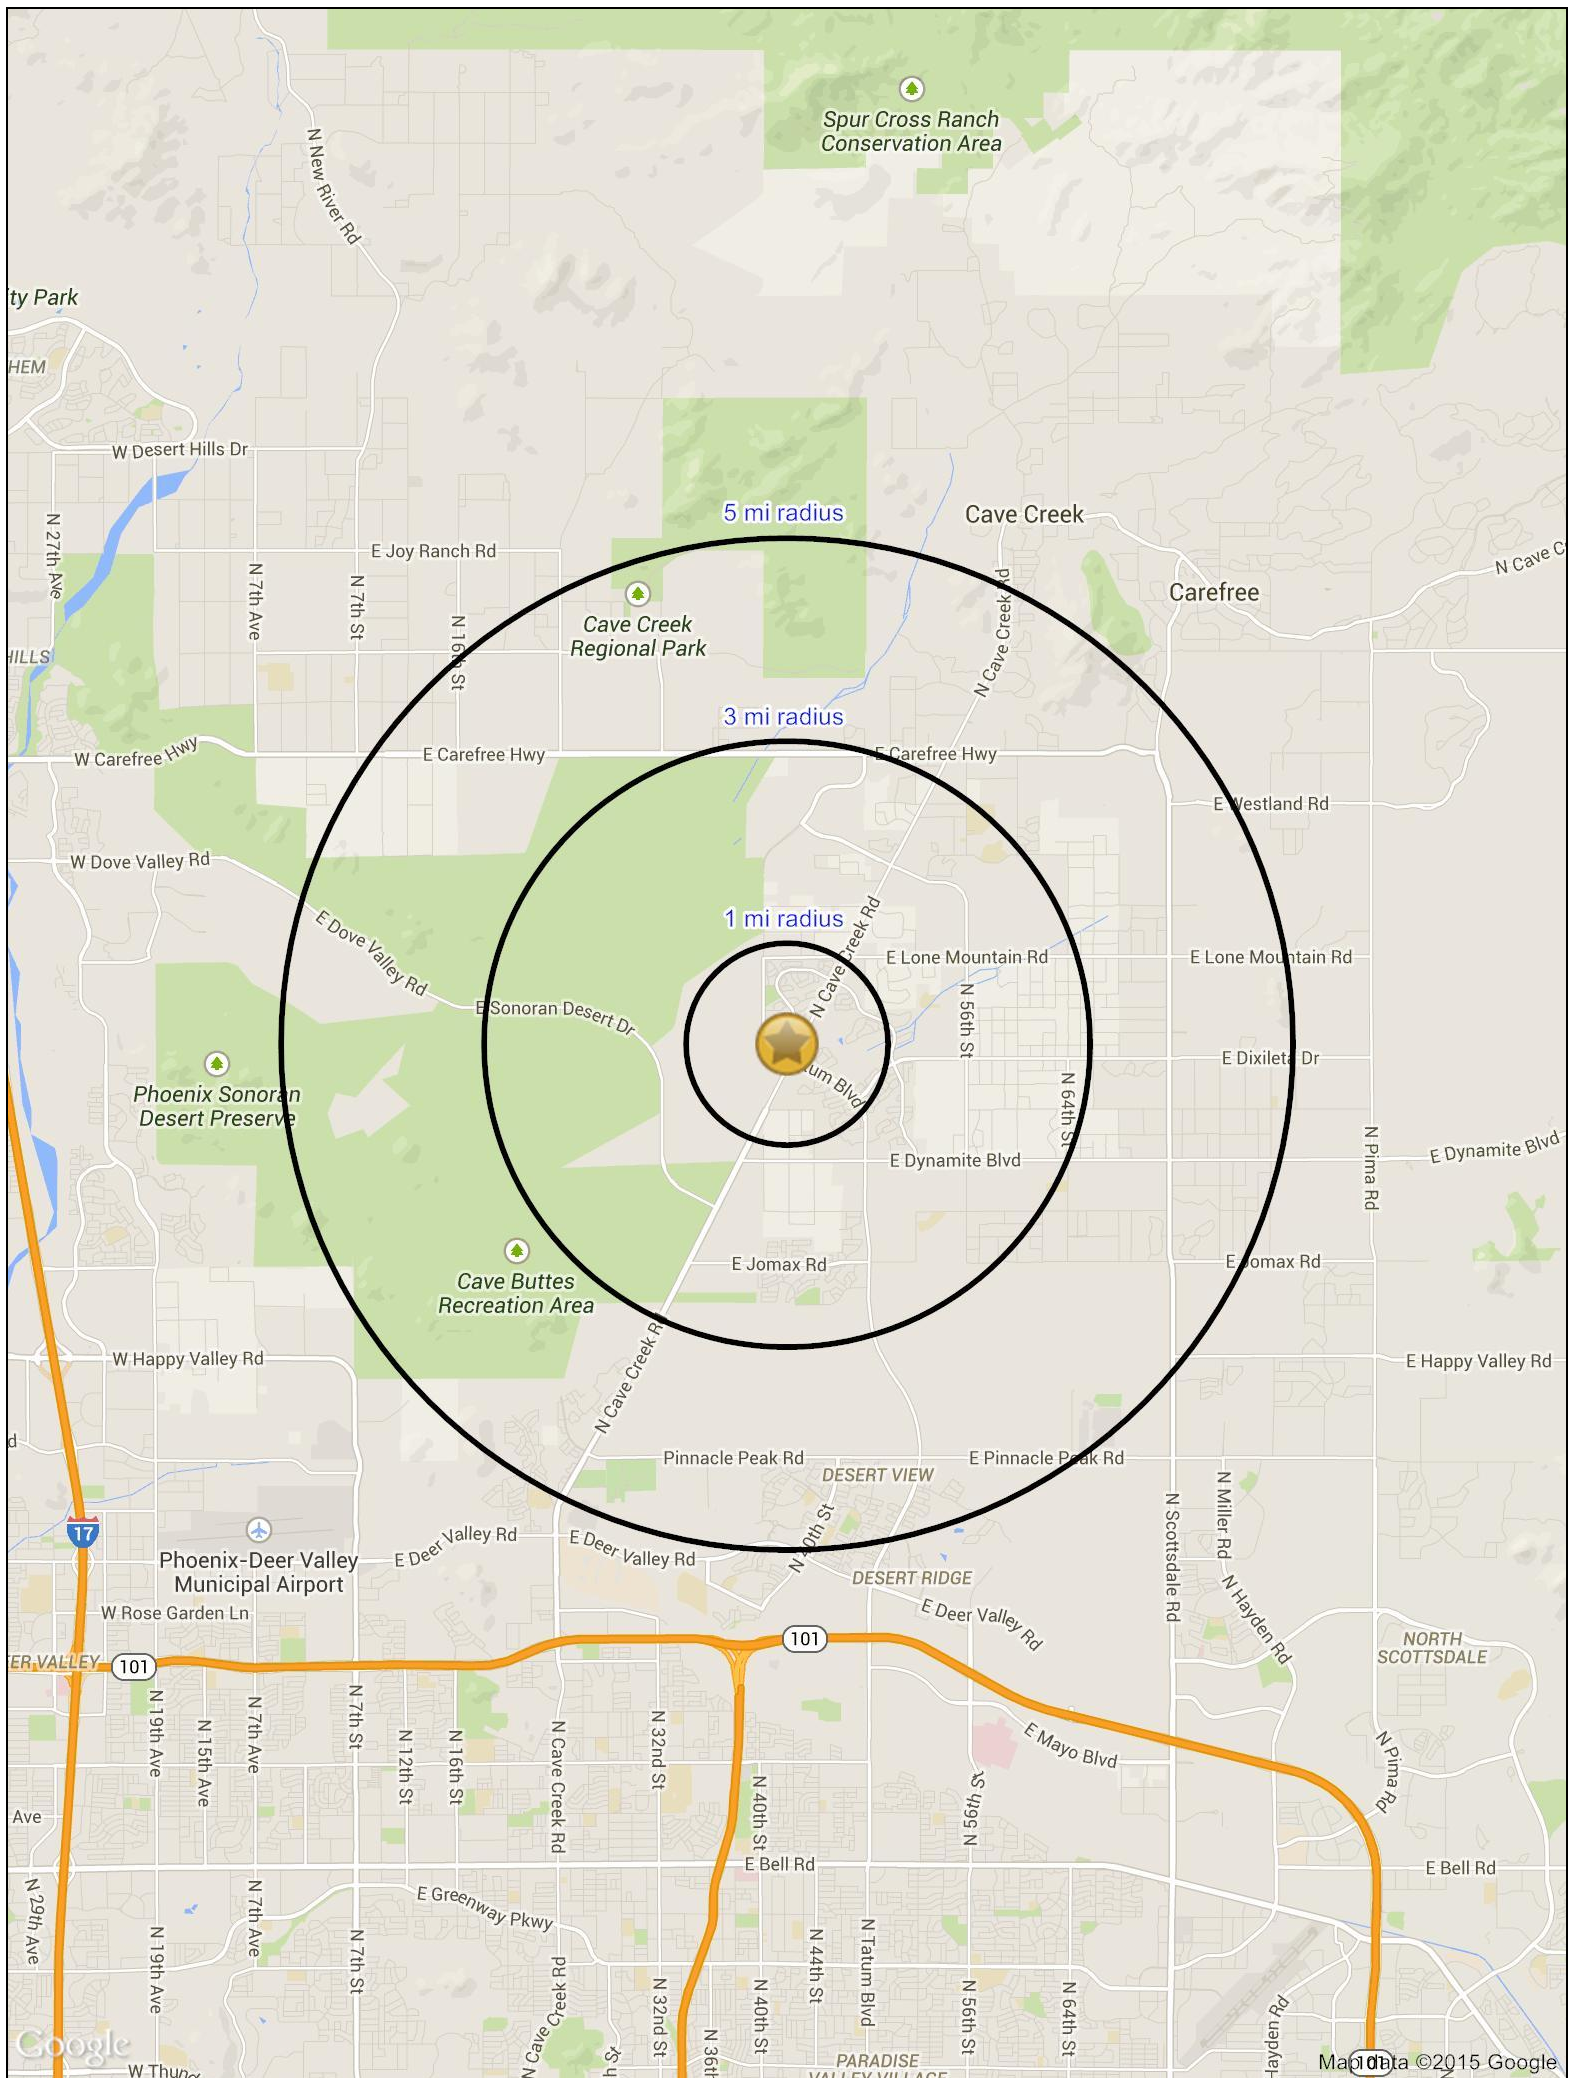 Spur Cross Ranch
Conservation Area
N New River Rd
ity Park
HEM
W Desert Hills Dr
5 mi radius
Cave Creek
N 27th Ave
E Joy Ranch Rd
N Cave C
N 7th Ave
N 7th St
N 16th St
Cave Creek
Regional Park
N Cave Creek Rd
Carefree
HILLS
3 mi radius
W Carefree Hwy
E Carefree Hwy
E Carefree Hwy
E Westland Rd
W Dove Valley Rd
E Dove Valley Rd
1 mi radius
N Cave Creek Rd
E Lone Mountain Rd
E Lone Mountain Rd
E Sonoran Desert Dr
N 56th St
E Dixileta Dr
Phoenix Sonoran
Desert Preserve
tum Blvd
N 64th St
N Pima Rd
E Dynamite Blvd
E Dynamite Blvd
E Jomax Rd
E Jomax Rd
Cave Buttes
Recreation Area
N Cave Creek Rd
W Happy Valley Rd
E Happy Valley Rd
d
Pinnacle Peak Rd
E Pinnacle Peak Rd
DESERT VIEW
N Miller Rd
N Scottsdale Rd
17
N 40th St
E Deer Valley Rd
E Deer Valley Rd
Phoenix-Deer Valley
Municipal Airport
DESERT RIDGE
W Rose Garden Ln
E Deer Valley Rd
N Hayden Rd
101
NORTH
SCOTTSDALE
ER VALLEY
101
N 19th Ave
N 15th Ave
N 7th Ave
N 7th St
N 12th St
N 16th St
N Cave Creek Rd
N 32nd St
E Mayo Blvd
N Pima Rd
N 40th St
N 56th St
Ave
E Bell Rd
E Bell Rd
N 29th Ave
N 7th Ave
E Greenway Pkwy
N 19th Ave
N 7th St
N Cave Creek Rd
N 32nd St
N 36th
N 40th St
N 44th St
N Tatum Blvd
N 56th St
N 64th St
Hayden Rd
Google
W Thund
h St
PARADISE
VALLEY VILLAGE
101
N
Map data ©2015 Google